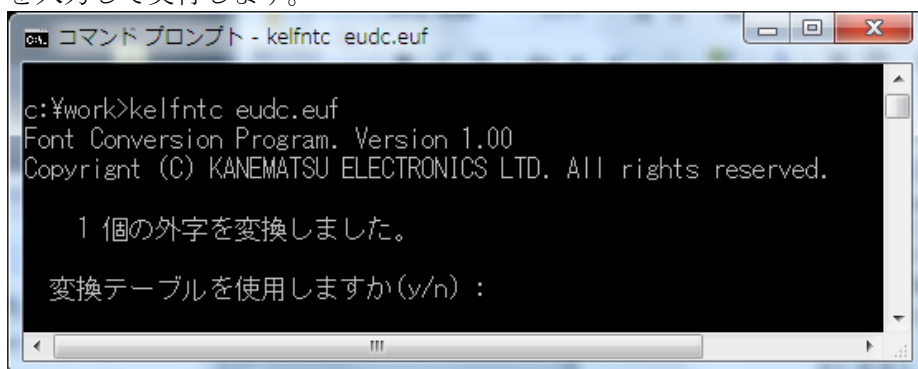 を入力して実行します。
コマンド プロンプト - kelfntc eudc.euf
c:¥work>kelfntc eudc.euf
Font Conversion Program. Version 1.00
Copyrignt (C) KANEMATSU ELECTRONICS LTD. All rights reserved.
1 個の外字を変換しました。
変換テーブルを使用しますか(y/n) :